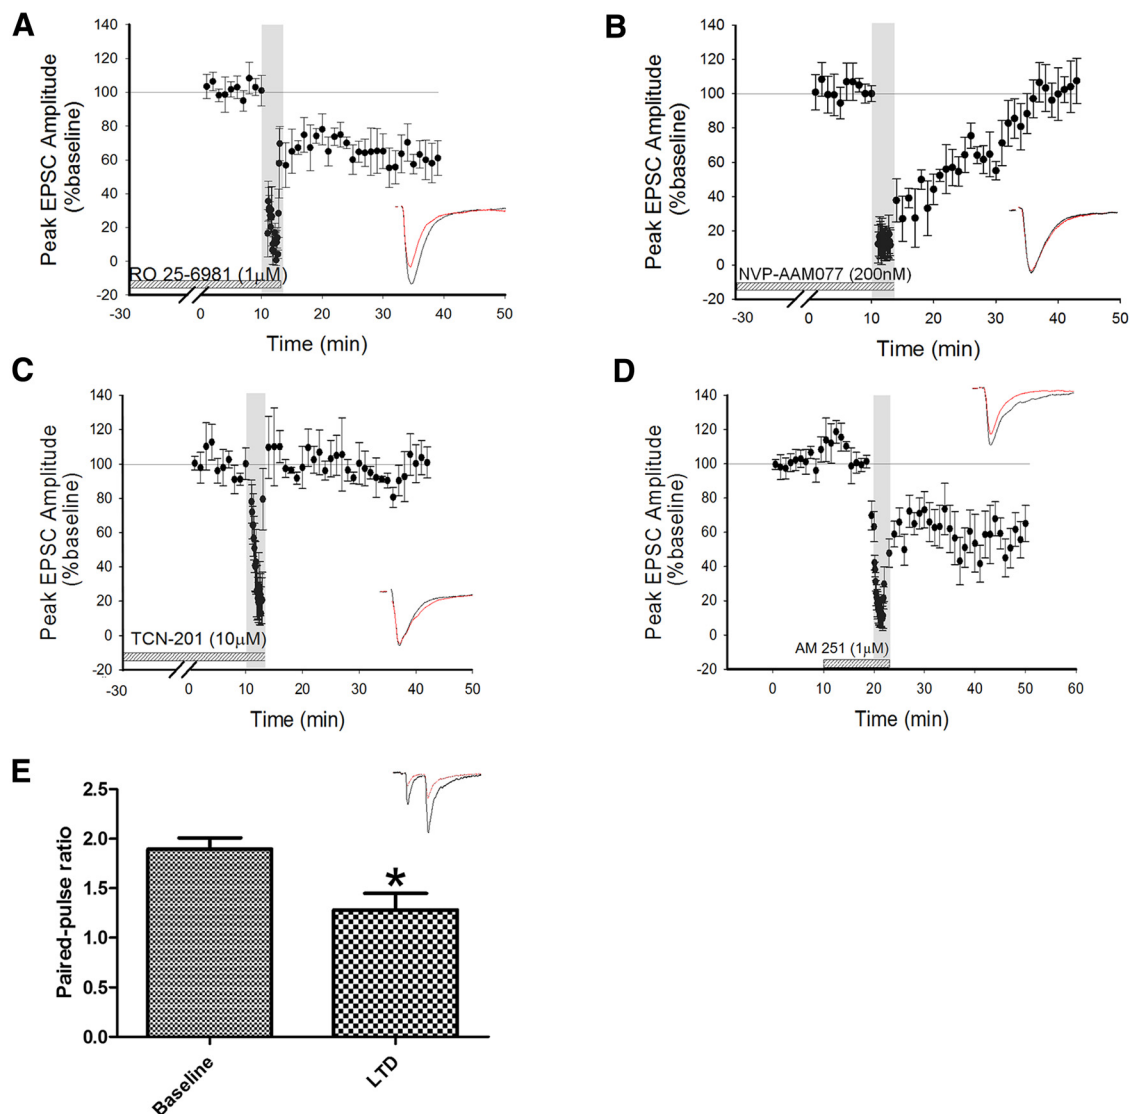 A
Peak EPSC Amplitude
(%baseline)
140
120
100
80
60
40
20
0
-20
RO 25-6981 (1μM)
-30
0
10
20
30
40
50
Time (min)
B
Peak EPSC Amplitude
(%baseline)
140
120
100
80
60
40
20
0
-20
NVP-AAM077 (200nM)
-30
0
10
20
30
40
50
Time (min)
C
Peak EPSC Amplitude
(%baseline)
140
120
100
80
60
40
20
0
-20
TCN-201 (10μM)
-30
0
10
20
30
40
50
Time (min)
D
Peak EPSC Amplitude
(%baseline)
140
120
100
80
60
40
20
0
-20
AM 251 (1μM)
0
10
20
30
40
50
60
Time (min)
E
Paired-pulse ratio
2.5
2.0
1.5
1.0
0.5
0.0
*
Baseline
LTD